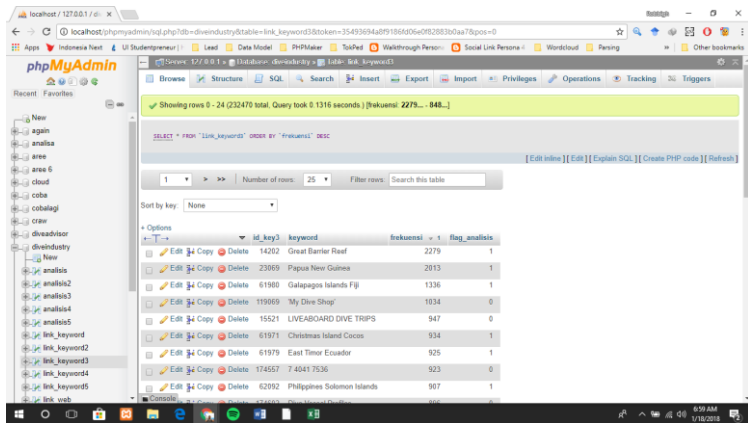 localhost / 127.0.0.1 / di
localhost/phpmyadmin/sql.php?db=diveindustry&table=link_keyword3&token=35493694a8f9186fd06e0f82883b0aa7&pos=0
Apps Indonesia Next UI Studentpreneur Lead Data Model PHPMaker TokPed Walkthrough Persona Social Link Persona Wordcloud Parsing Other bookmarks
phpMyAdmin
Recent Favorites
New
again
analisa
aree
aree 6
cloud
coba
cobalagi
craw
diveadvisor
diveindustry
New
analisis
analisis2
analisis3
analisis4
analisis5
link_keyword
link_keyword2
link_keyword3
link_keyword4
link_keyword5
link_web
Server: 127.0.0.1 » Database: diveindustry » Table: link_keyword3
Browse Structure SQL Search Insert Export Import Privileges Operations Tracking Triggers
Showing rows 0 - 24 (232470 total, Query took 0.1316 seconds.) [frekuensi: 2279... - 848...]
SELECT * FROM `link_keyword3` ORDER BY `frekuensi` DESC
[ Edit inline ] [ Edit ] [ Explain SQL ] [ Create PHP code ] [ Refresh ]
1 > >> Number of rows: 25 Filter rows: Search this table
Sort by key: None
+ Options
id_key3 keyword frekuensi 1 flag_analisis
Edit Copy Delete 14202 Great Barrier Reef 2279 1
Edit Copy Delete 23069 Papua New Guinea 2013 1
Edit Copy Delete 61980 Galapagos Islands Fiji 1336 1
Edit Copy Delete 119069 'My Dive Shop' 1034 0
Edit Copy Delete 15521 LIVEABOARD DIVE TRIPS 947 0
Edit Copy Delete 61971 Christmas Island Cocos 934 1
Edit Copy Delete 61979 East Timor Ecuador 925 1
Edit Copy Delete 174557 7 4041 7536 923 0
Edit Copy Delete 62092 Philippines Solomon Islands 907 1
Console
6:59 AM
1/18/2018